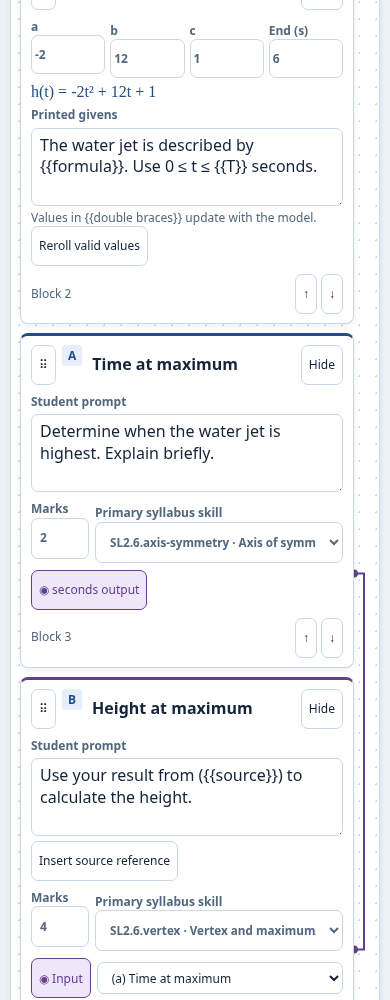 a b c End (s)
-2 12 1 6
h(t) = -2t² + 12t + 1
Printed givens
The water jet is described by
{{formula}}. Use 0 ≤ t ≤ {{T}} seconds.
Values in {{double braces}} update with the model.
Reroll valid values
Block 2 ↑ ↓
A Time at maximum Hide
Student prompt
Determine when the water jet is
highest. Explain briefly.
Marks Primary syllabus skill
2 SL2.6.axis-symmetry · Axis of symm
◉ seconds output
Block 3 ↑ ↓
B Height at maximum Hide
Student prompt
Use your result from ({{source}}) to
calculate the height.
Insert source reference
Marks Primary syllabus skill
4 SL2.6.vertex · Vertex and maximum
◉ Input (a) Time at maximum